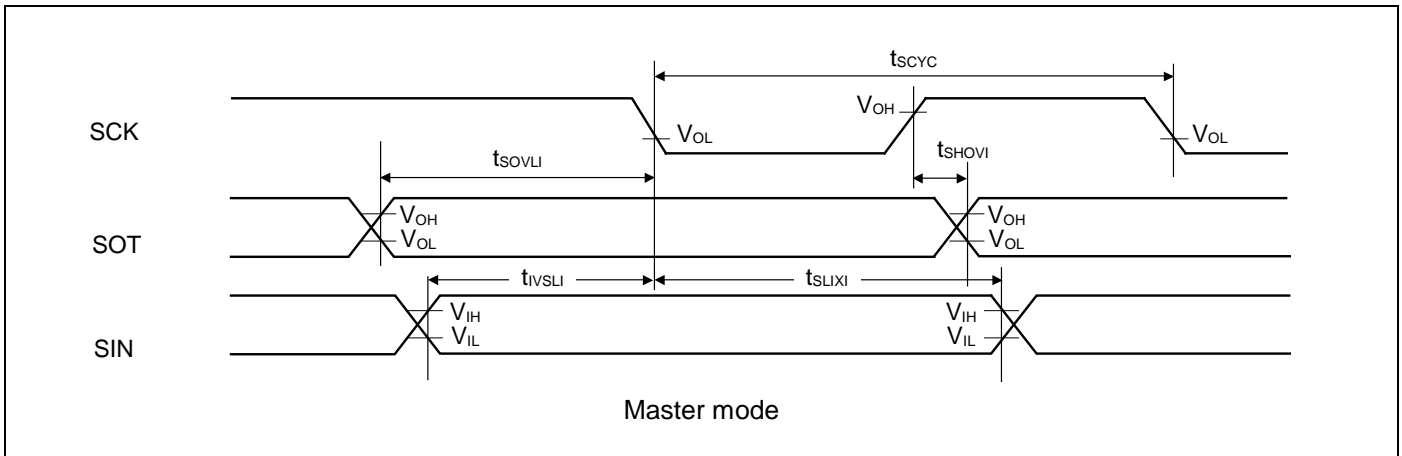 tSCYC
SCK
VOH
VOL
VOL
tSOVLI
tSHOVI
SOT
VOH
VOL
VOH
VOL
tIVSLI
tSLIXI
SIN
VIH
VIL
VIH
VIL
Master mode